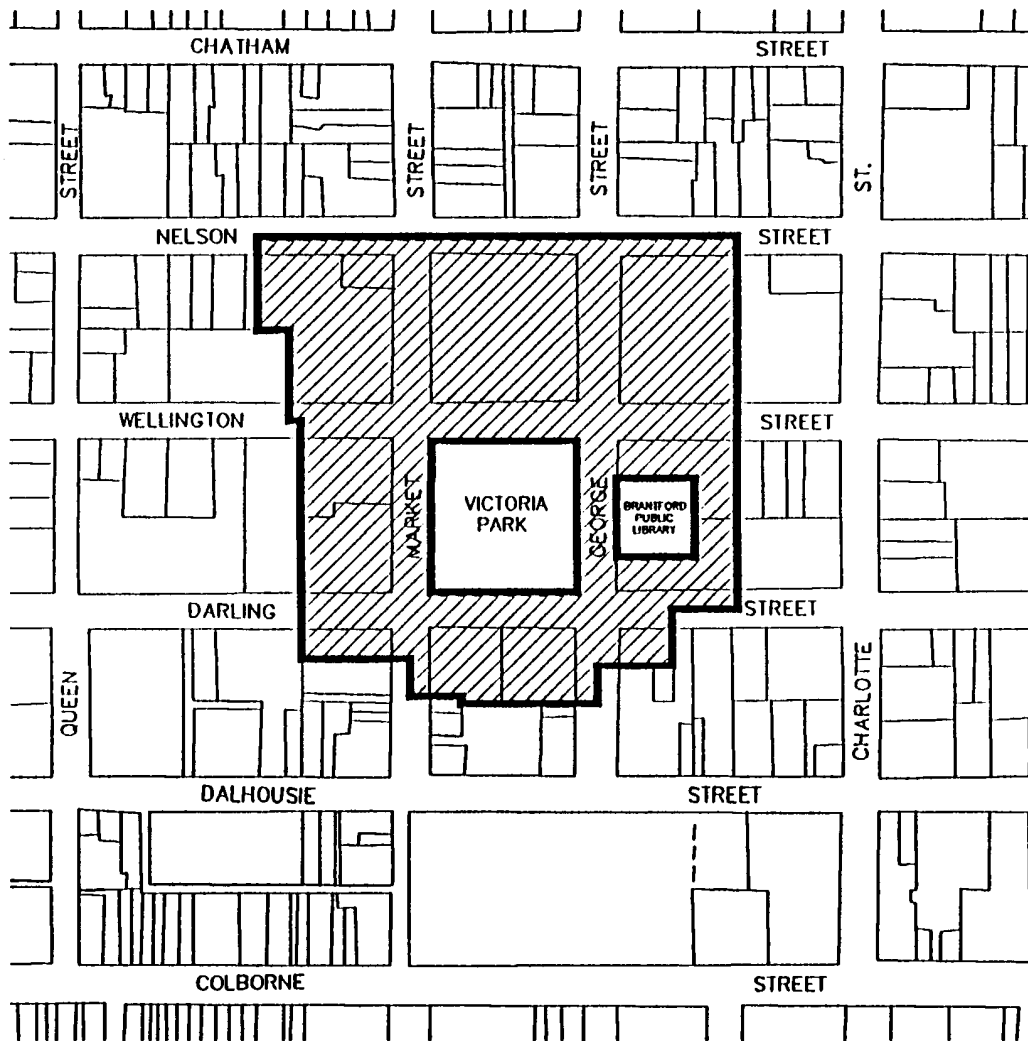 CHATHAM STREET
STREET
STREET
STREET
ST.
NELSON STREET
WELLINGTON STREET
MARKET
VICTORIA
PARK
GEORGE
BRANTFORD
PUBLIC
LIBRARY
DARLING STREET
QUEEN
CHARLOTTE
DALHOUSIE STREET
COLBORNE STREET